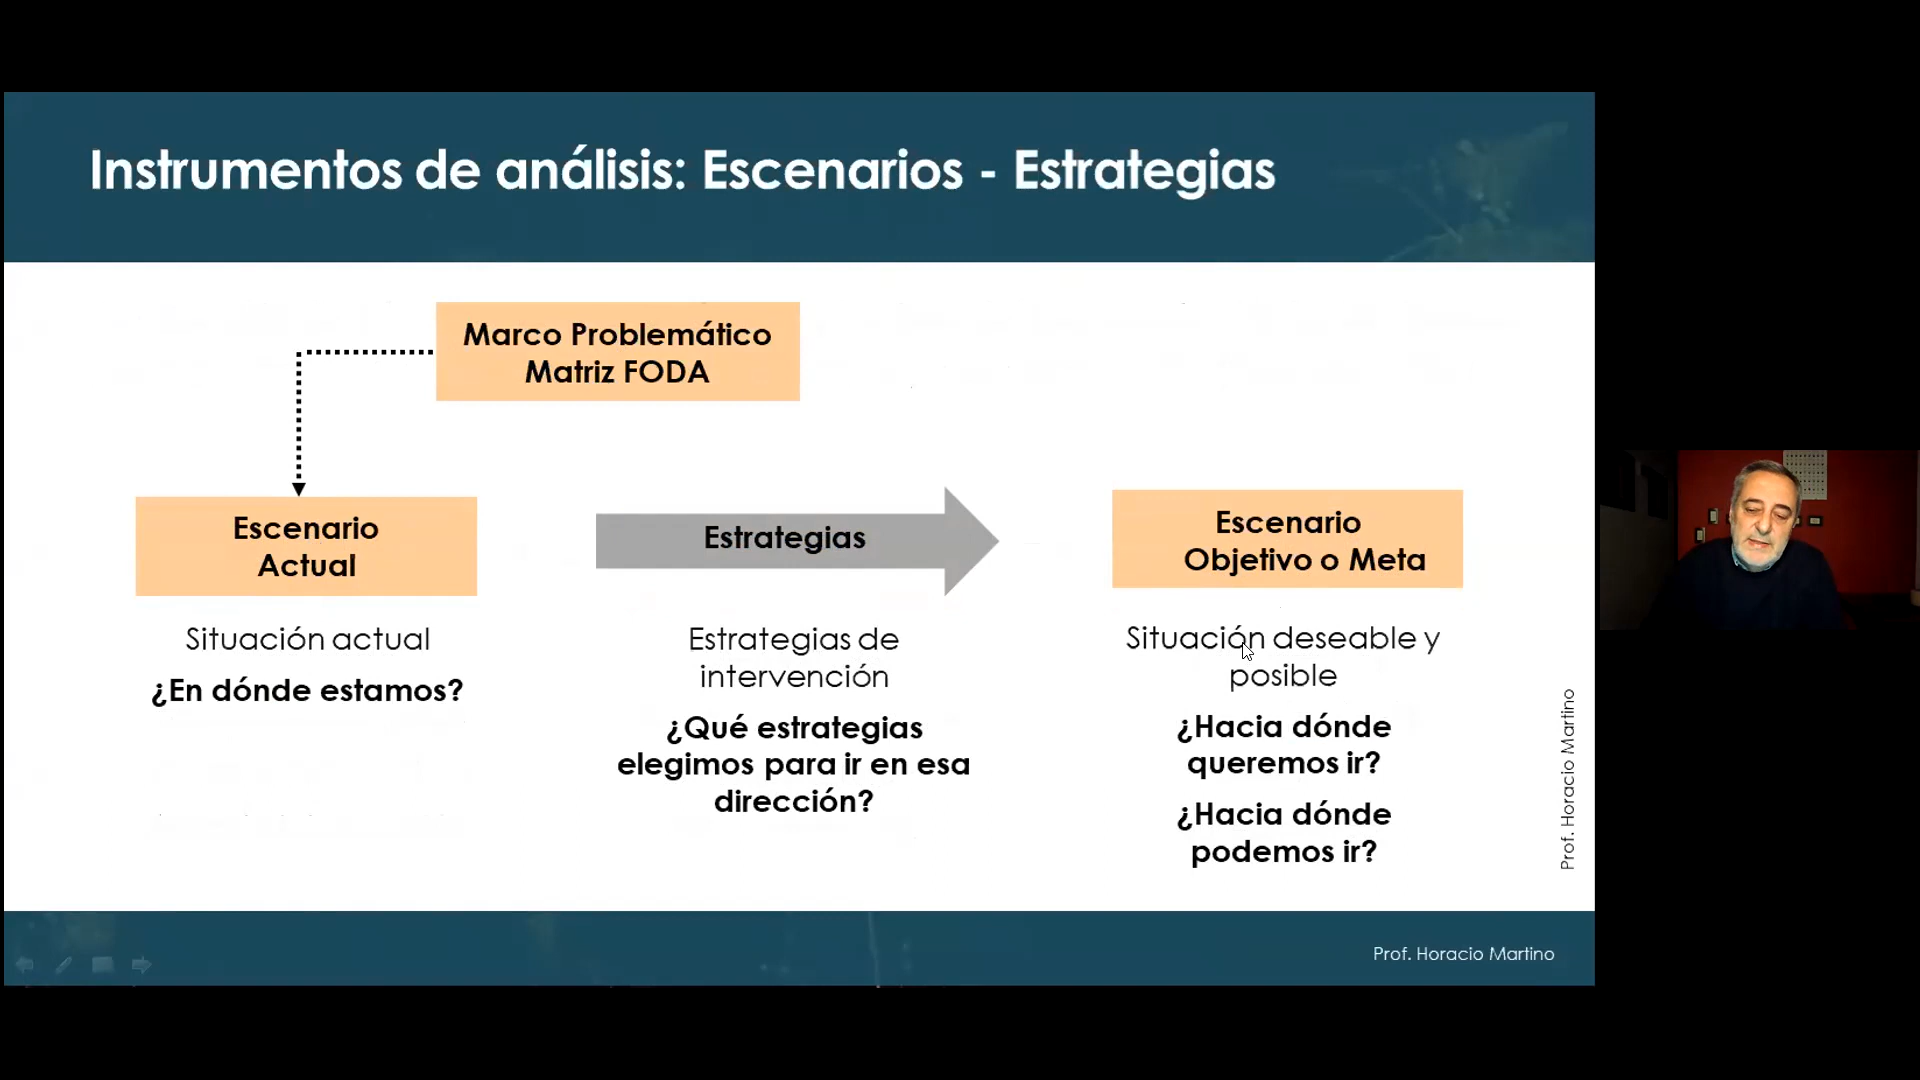 Instrumentos de análisis: Escenarios - Estrategias
Marco Problemático
Matriz FODA
Escenario
Actual
Situación actual
¿En dónde estamos?
Estrategias
Estrategias de
intervención
¿Qué estrategias
elegimos para ir en esa
dirección?
Escenario
Objetivo o Meta
Situación deseable y
posible
¿Hacia dónde
queremos ir?
¿Hacia dónde
podemos ir?
Prof. Horacio Martino
Prof. Horacio Martino